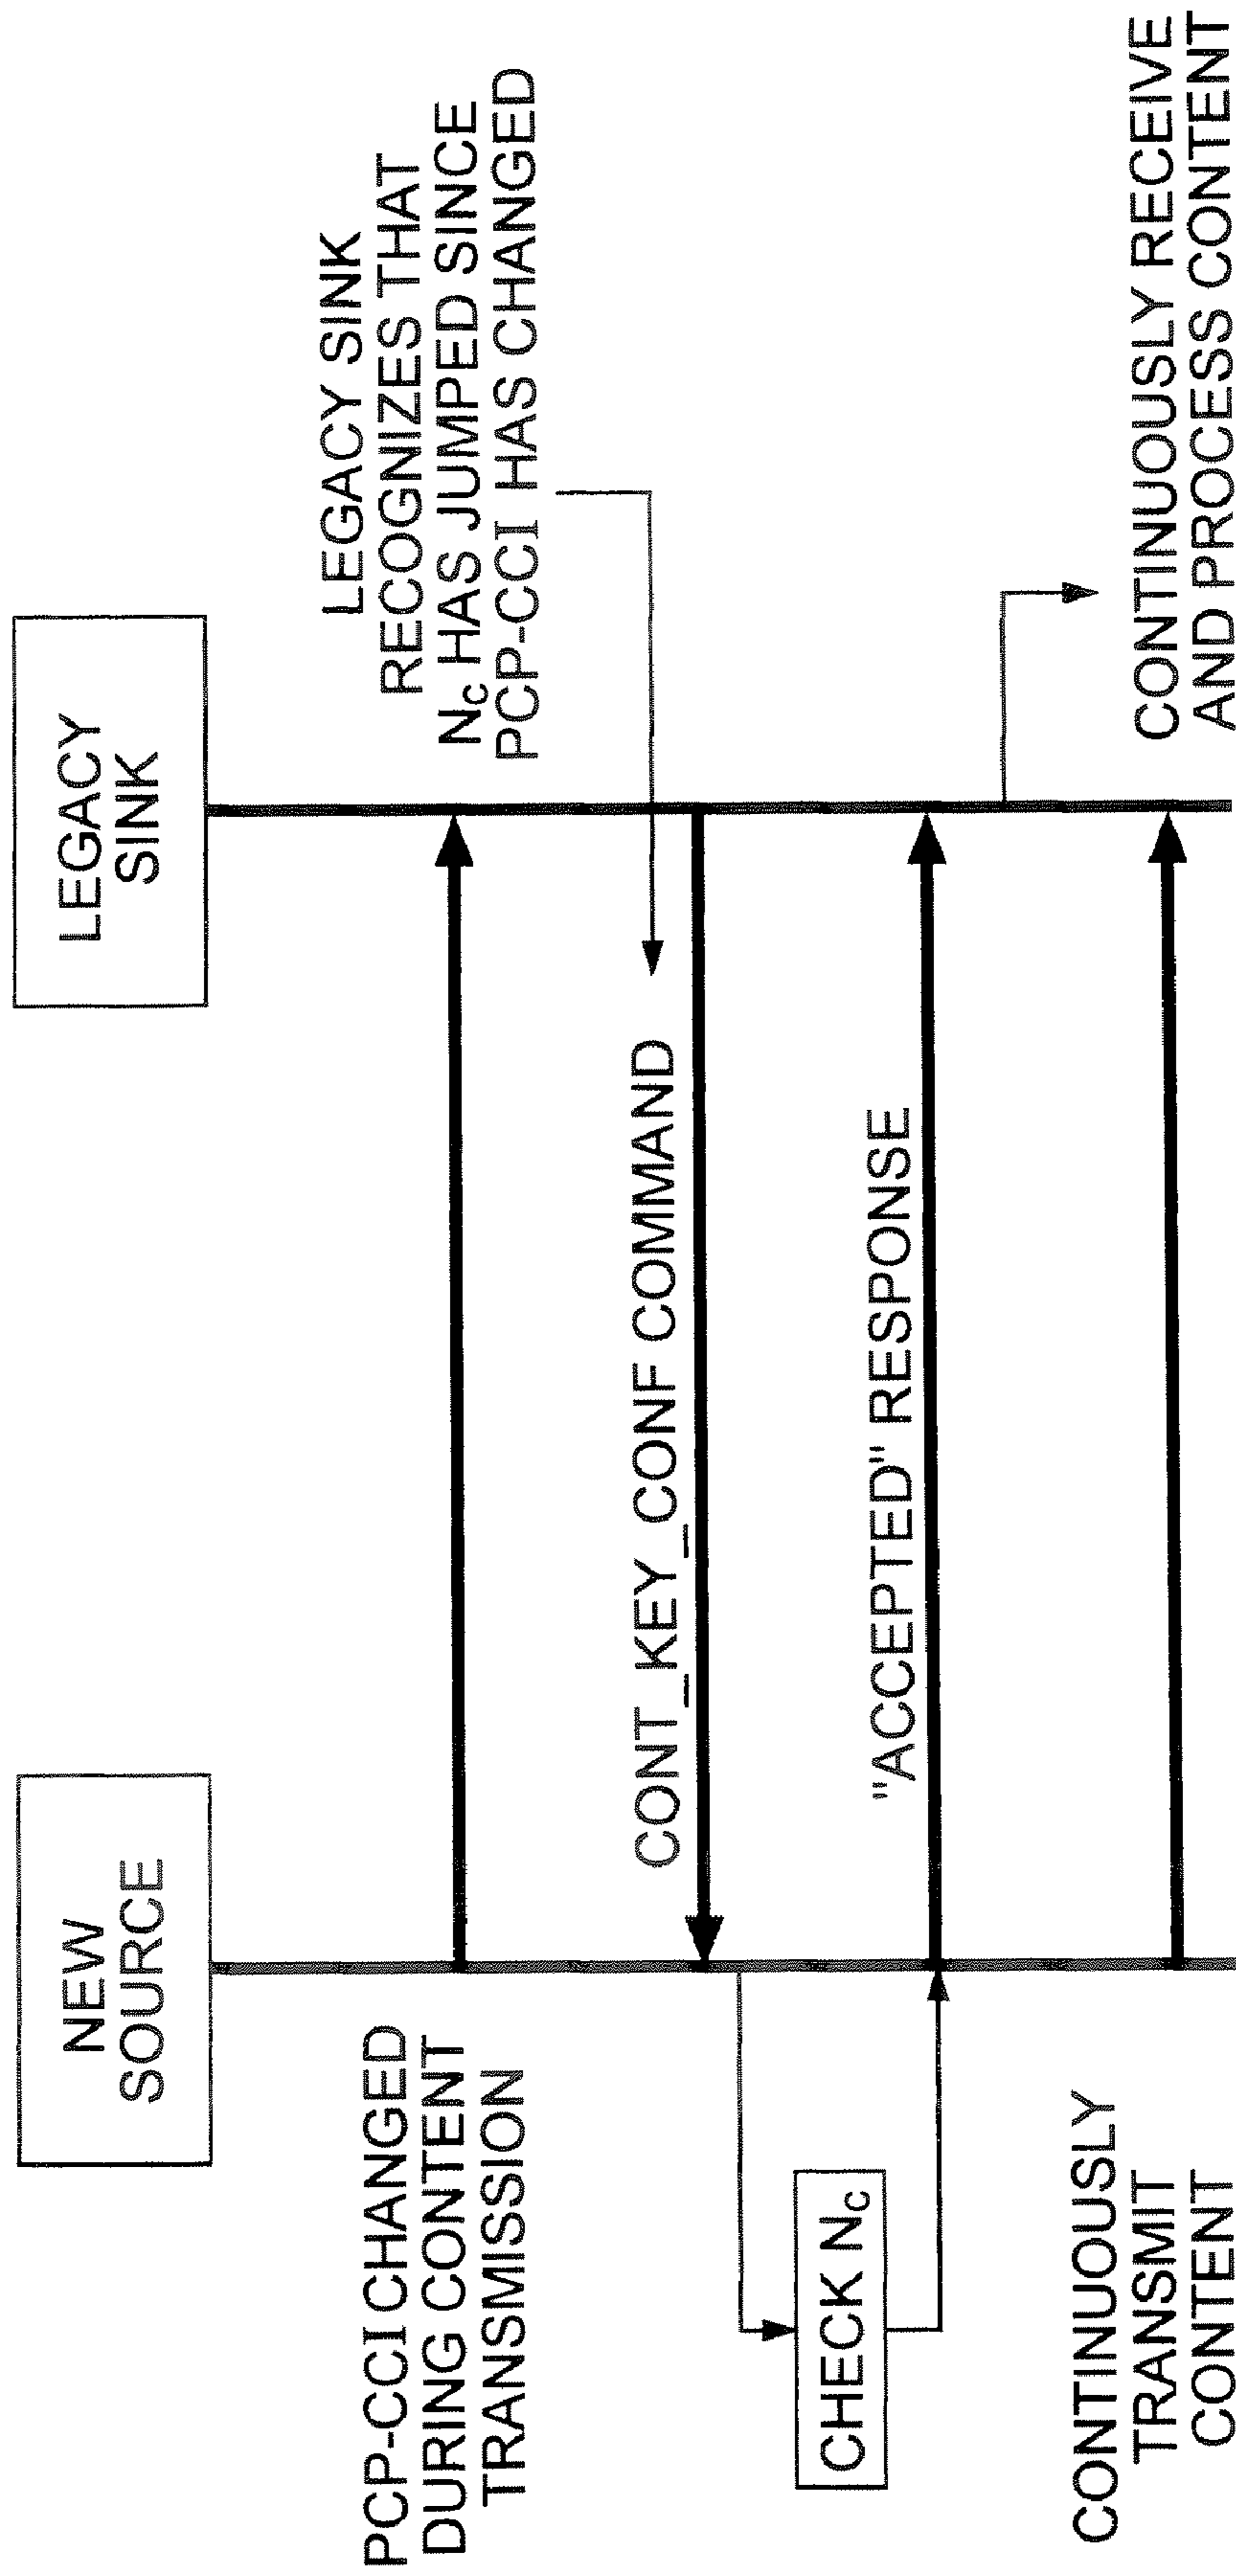 NEW
SOURCE
LEGACY
SINK
PCP-CCI CHANGED
DURING CONTENT
TRANSMISSION
LEGACY SINK
RECOGNIZES THAT
NC HAS JUMPED SINCE
PCP-CCI HAS CHANGED
CONT_KEY_CONF COMMAND
CHECK NC
"ACCEPTED" RESPONSE
CONTINUOUSLY
TRANSMIT
CONTENT
CONTINUOUSLY RECEIVE
AND PROCESS CONTENT